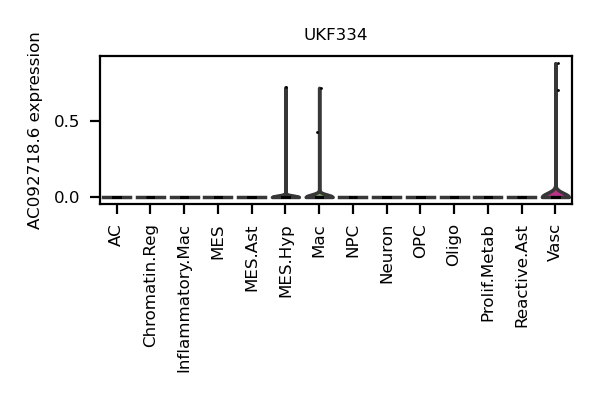 UKF334
AC092718.6 expression
0.5
0.0
AC
Chromatin.Reg
Inflammatory.Mac
MES
MES.Ast
MES.Hyp
Mac
NPC
Neuron
OPC
Oligo
Prolif.Metab
Reactive.Ast
Vasc